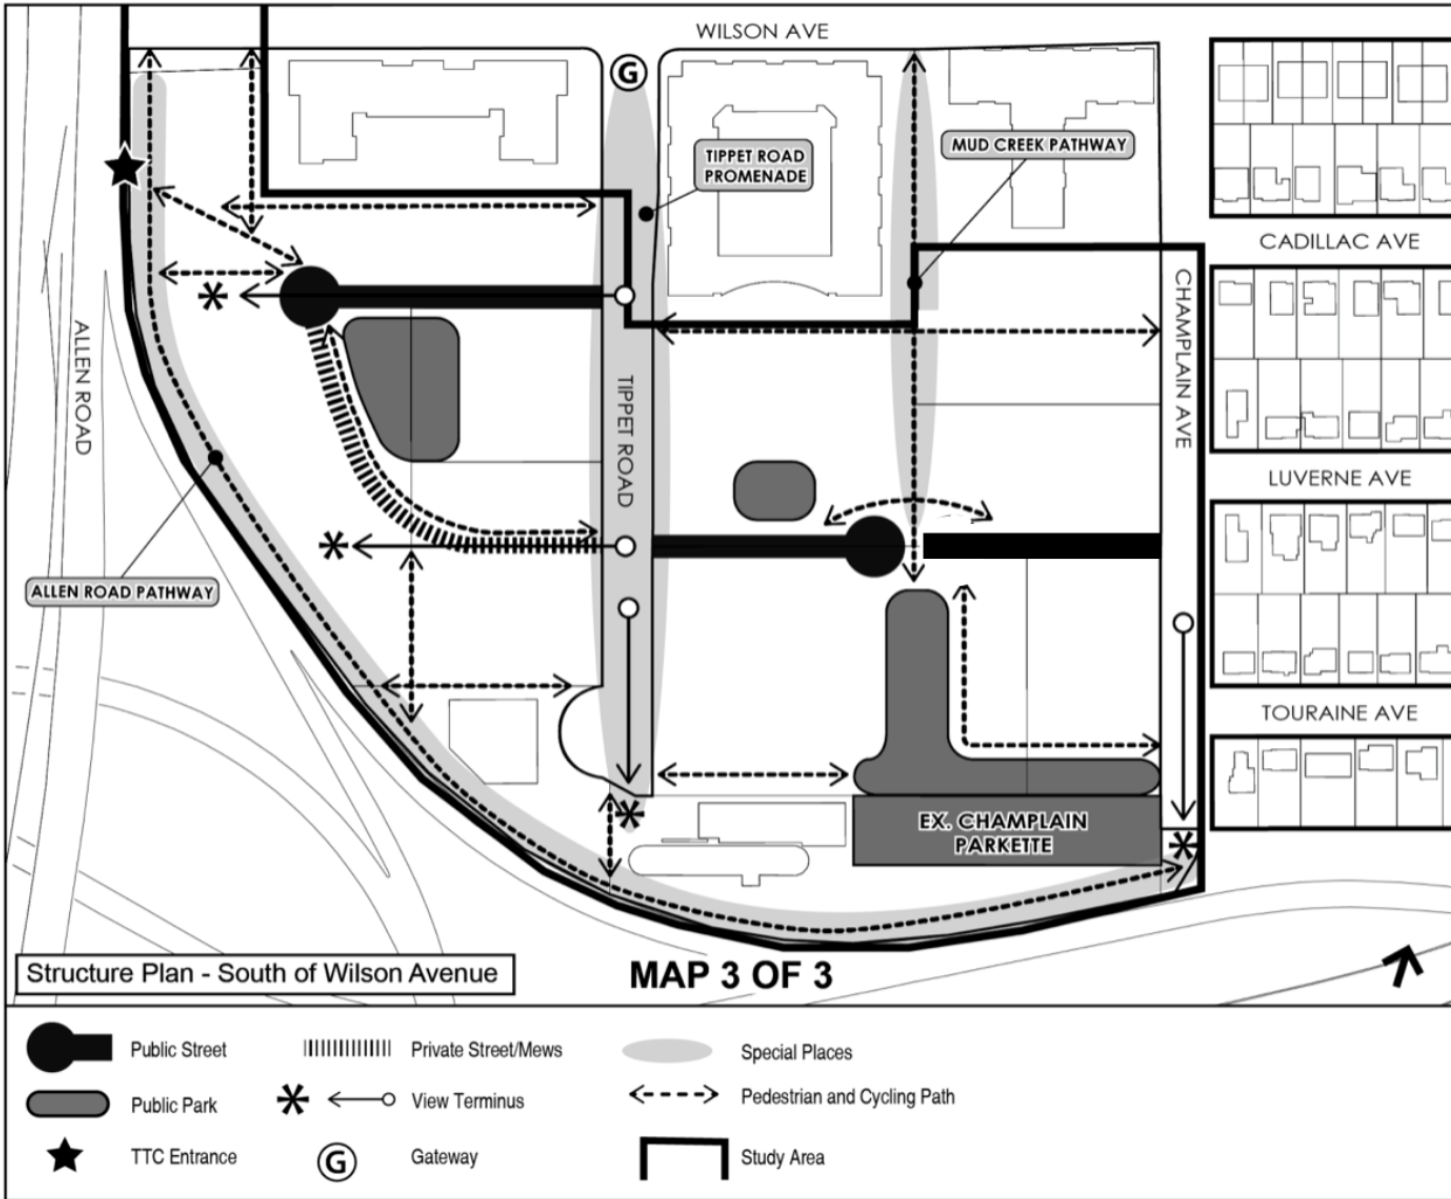 WILSON AVE
G
TIPPET ROAD
PROMENADE
MUD CREEK PATHWAY
CADILLAC AVE
CHAMPLAIN AVE
ALLEN ROAD
TIPPET ROAD
LUVERNE AVE
ALLEN ROAD PATHWAY
TOURAINE AVE
EX. CHAMPLAIN
PARKETTE
Structure Plan - South of Wilson Avenue
MAP 3 OF 3
Public Street
Private Street/Mews
Special Places
Public Park
View Terminus
Pedestrian and Cycling Path
TTC Entrance
G
Gateway
Study Area